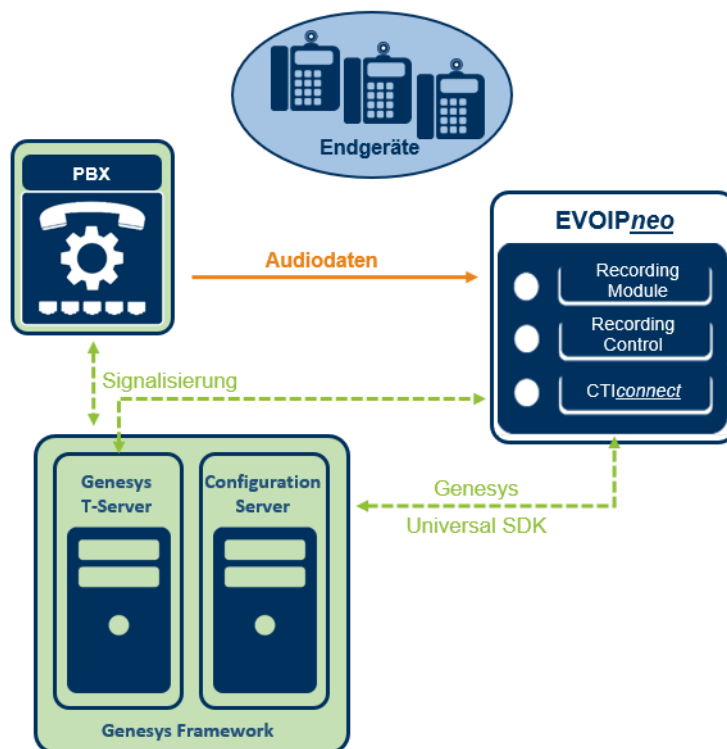 Endgeräte
PBX
EVOIPneo
Audiodaten
Recording
Module
Recording
Control
CTIconnect
Signalisierung
Genesys
T-Server
Configuration
Server
Genesys
Universal SDK
Genesys Framework